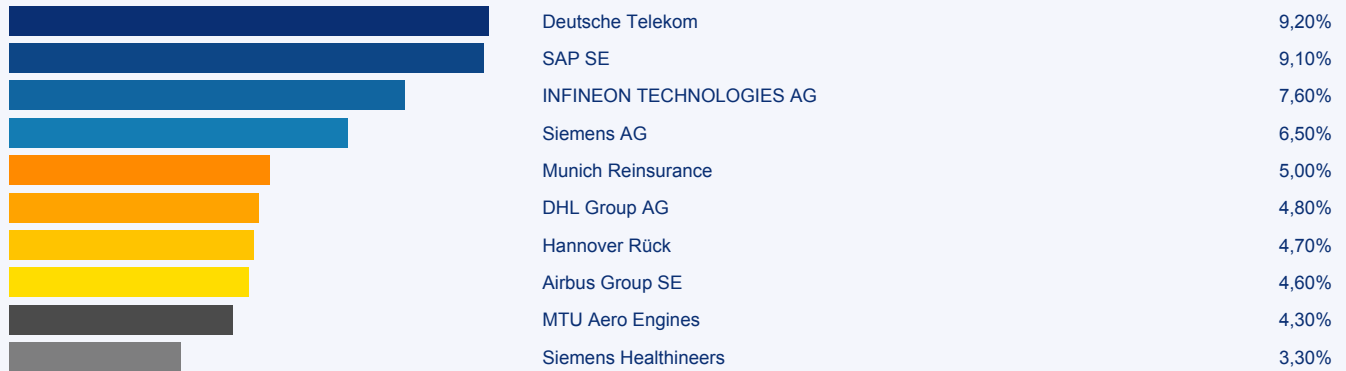 Deutsche Telekom 9,20%
SAP SE 9,10%
INFINEON TECHNOLOGIES AG 7,60%
Siemens AG 6,50%
Munich Reinsurance 5,00%
DHL Group AG 4,80%
Hannover Rück 4,70%
Airbus Group SE 4,60%
MTU Aero Engines 4,30%
Siemens Healthineers 3,30%